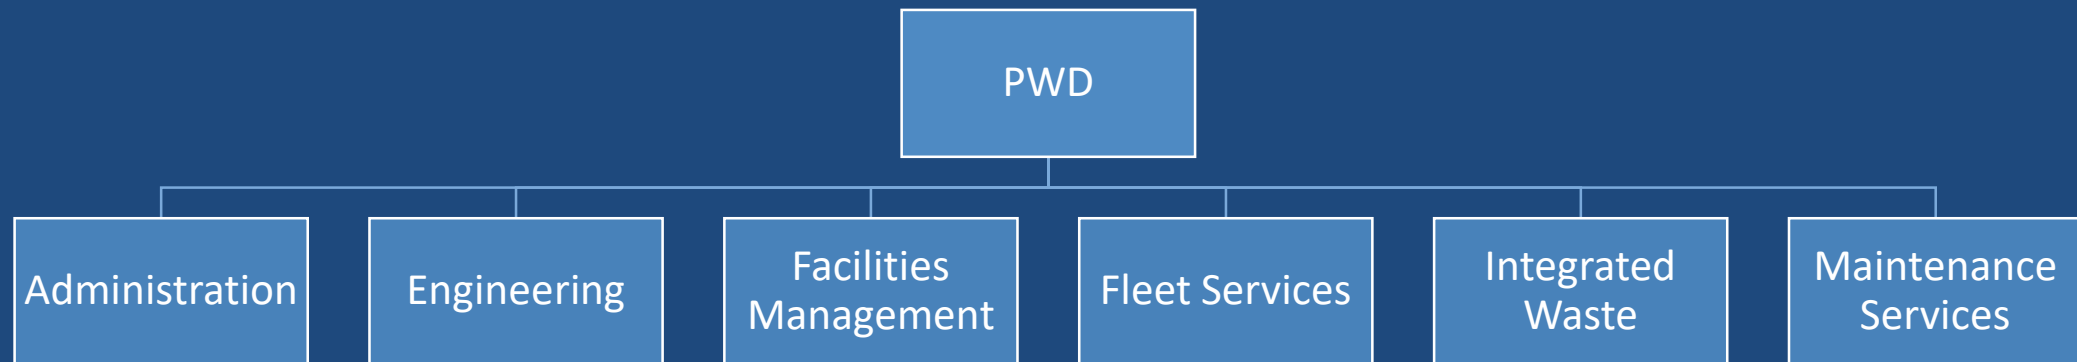 PWD
Administration
Engineering
Facilities
Management
Fleet Services
Integrated
Waste
Maintenance
Services